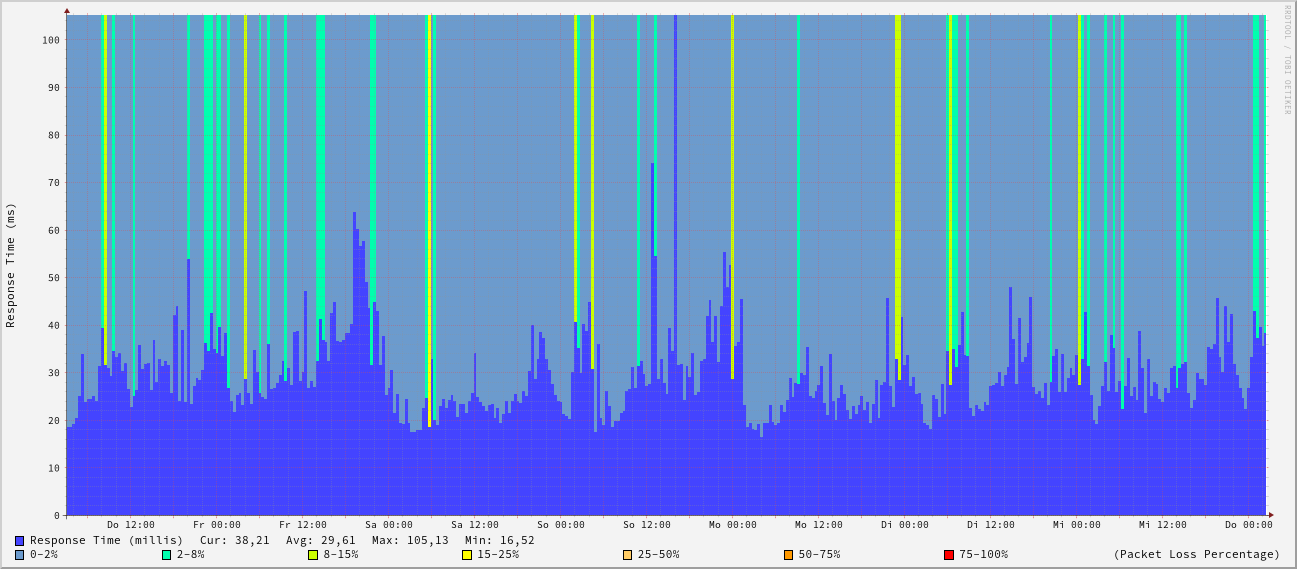 RRDTOOL / TOBI OETIKER
Response Time (ms)
100
90
80
70
60
50
40
30
20
10
0
Do 12:00 Fr 00:00 Fr 12:00 Sa 00:00 Sa 12:00 So 00:00 So 12:00 Mo 00:00 Mo 12:00 Di 00:00 Di 12:00 Mi 00:00 Mi 12:00 Do 00:00
Response Time (millis) Cur: 38,21 Avg: 29,61 Max: 105,13 Min: 16,52
0-2% 2-8% 8-15% 15-25% 25-50% 50-75% 75-100% (Packet Loss Percentage)